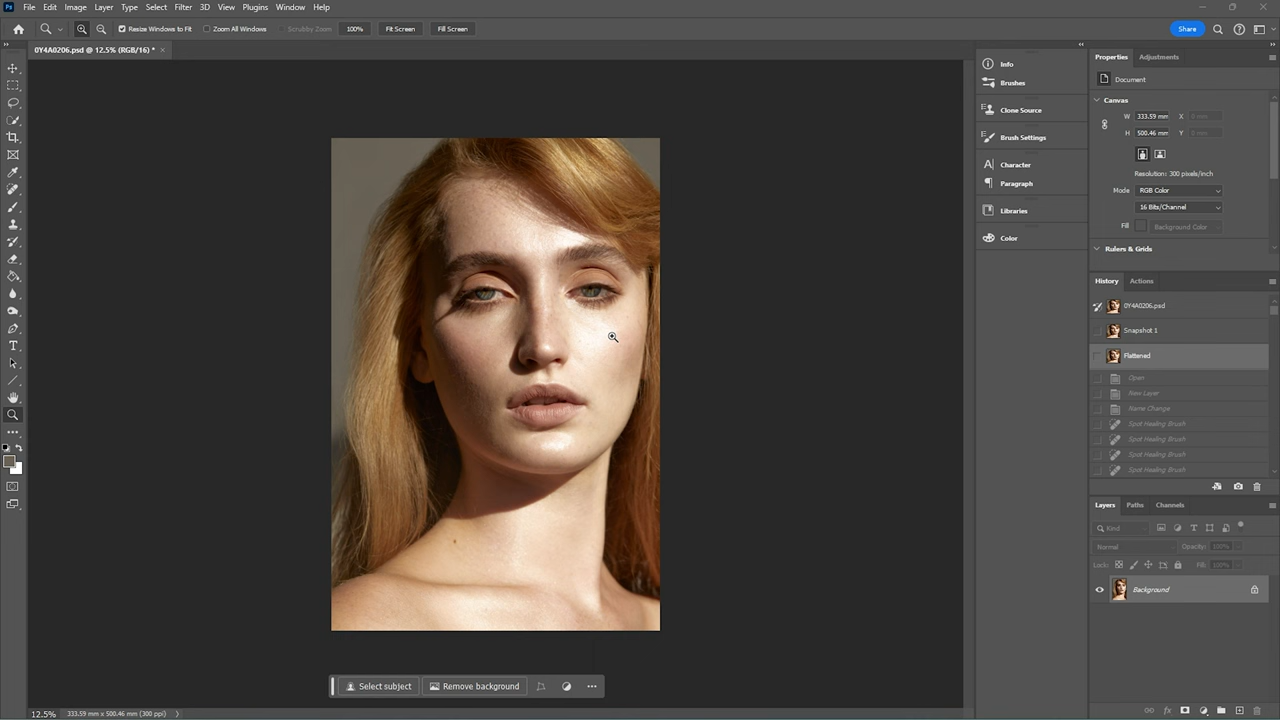 Ps File Edit Image Layer Type Select Filter 3D View Plugins Window Help
Resize Windows to Fit Zoom All Windows Scrubby Zoom 100% Fit Screen Fill Screen Share
0Y4A0206.psd @ 12.5% (RGB/16) * ×
Info
Brushes
Clone Source
Brush Settings
Character
Paragraph
Libraries
Color
Properties Adjustments
Document
Canvas
W 333.59 mm X 0 mm
H 500.46 mm Y 0 mm
Resolution: 300 pixels/inch
Mode RGB Color
16 Bits/Channel
Fill Background Color
Rulers & Grids
History Actions
0Y4A0206.psd
Snapshot 1
Flattened
Open
New Layer
Name Change
Spot Healing Brush
Spot Healing Brush
Spot Healing Brush
Spot Healing Brush
Layers Paths Channels
Kind
Normal Opacity: 100%
Lock: Fill: 100%
Background
Select subject Remove background
12.5% 333.59 mm x 500.46 mm (300 ppi)